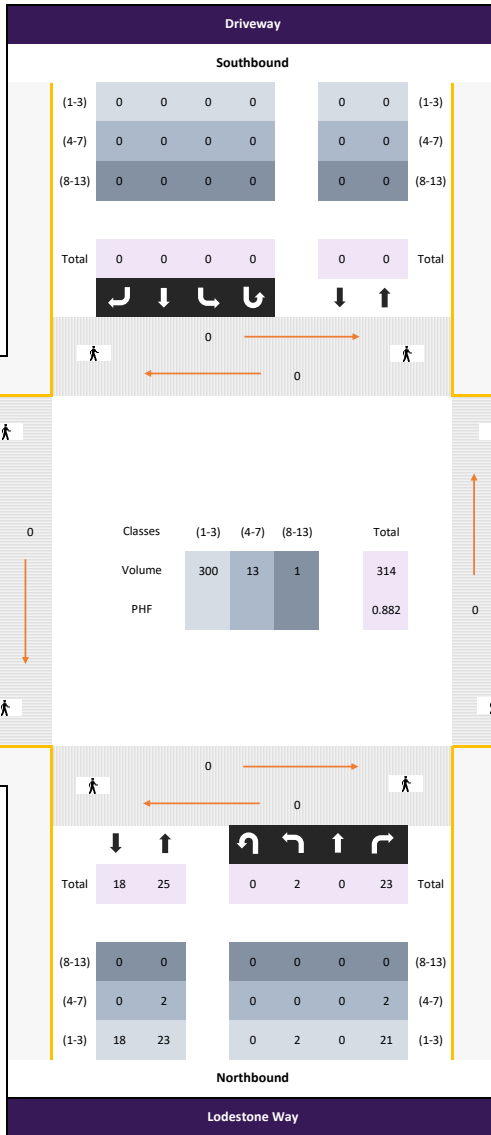 Driveway
Southbound
(1-3) 0 0 0 0 0 0 (1-3)
(4-7) 0 0 0 0 0 0 (4-7)
(8-13) 0 0 0 0 0 0 (8-13)
Total 0 0 0 0 0 0 Total
0
0
0
Classes (1-3) (4-7) (8-13) Total
Volume 300 13 1 314
PHF 0.882
0
0
0
Total 18 25 0 2 0 23 Total
(8-13) 0 0 0 0 0 0 (8-13)
(4-7) 0 2 0 0 0 2 (4-7)
(1-3) 18 23 0 2 0 21 (1-3)
Northbound
Lodestone Way